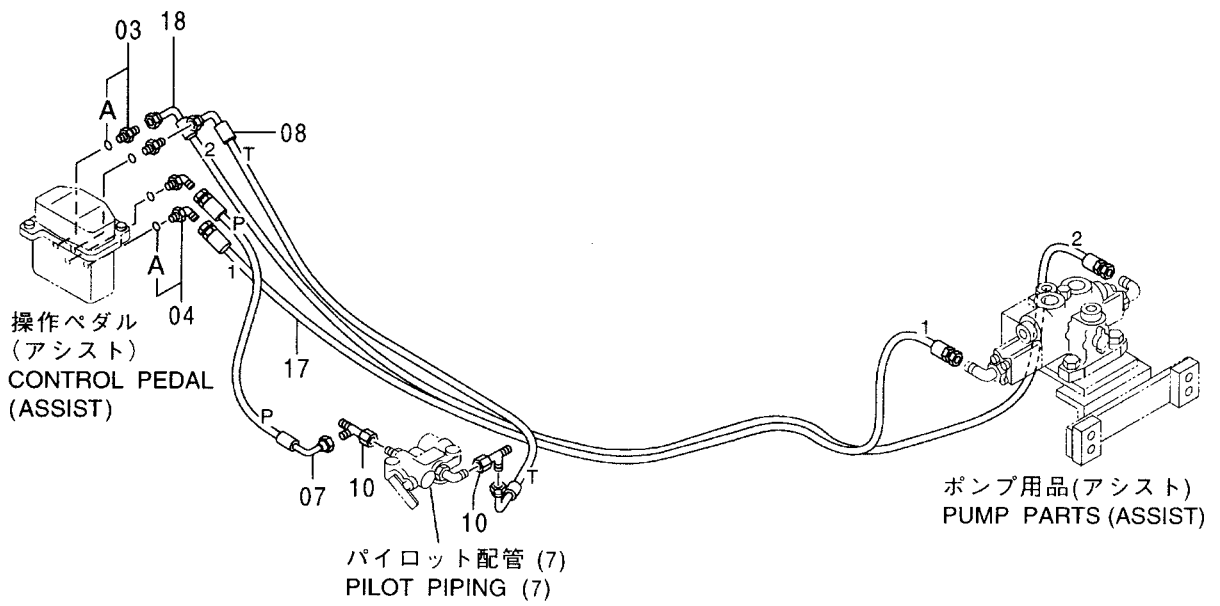 03
18
A
08
2
T
P
1
A
04
操作ペダル
(アシスト)
CONTROL PEDAL
(ASSIST)
17
2
1
P
07
10
10
T
パイロット配管 (7)
PILOT PIPING (7)
ポンプ用品(アシスト)
PUMP PARTS (ASSIST)